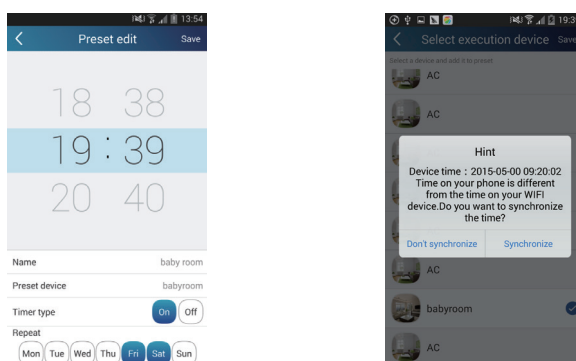 13:54
Preset edit
Save
18 38
19 : 39
20 40
Name
baby room
Preset device
babyroom
Timer type
On
Off
Repeat
Mon Tue Wed Thu Fri Sat Sun
19:39
Select execution device
Save
Select a device and add it to preset
AC
AC
Hint
Device time : 2015-05-00 09:20:02
Time on your phone is different
from the time on your WIFI
device.Do you want to synchronize
the time?
Don't synchronize
Synchronize
AC
babyroom
AC